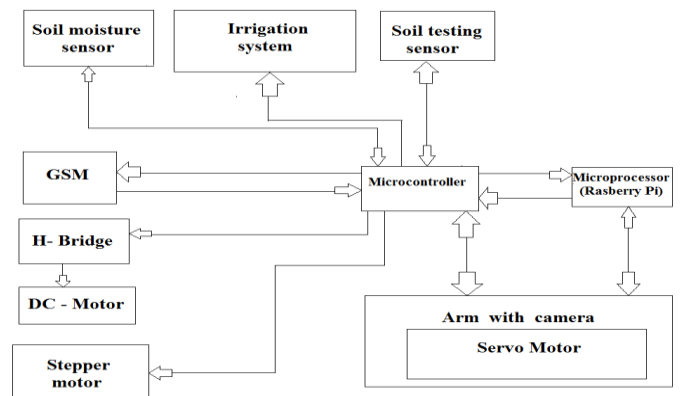 Soil moisture
sensor
Irrigation
system
Soil testing
sensor
GSM
Microcontroller
Microprocessor
(Rasberry Pi)
H- Bridge
DC - Motor
Arm with camera
Servo Motor
Stepper
motor